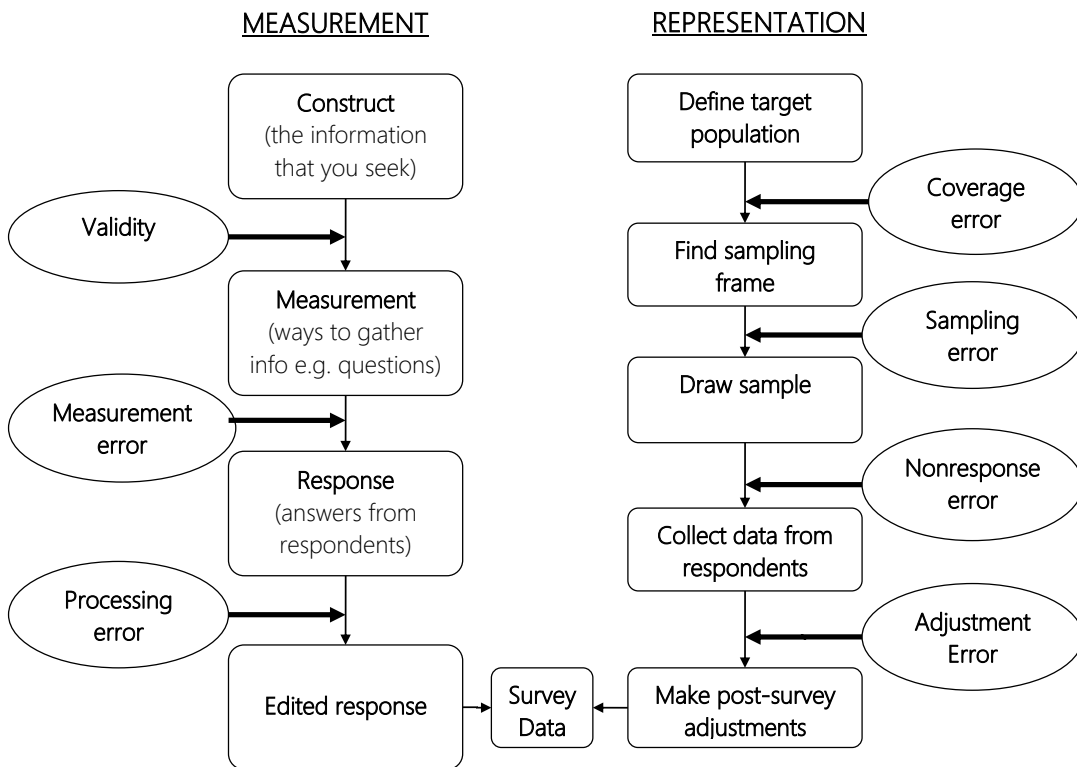 MEASUREMENT
Construct
(the information
that you seek)
Validity
Measurement
(ways to gather
info e.g. questions)
Measurement
error
Response
(answers from
respondents)
Processing
error
Edited response
Survey
Data
REPRESENTATION
Define target
population
Coverage
error
Find sampling
frame
Sampling
error
Draw sample
Nonresponse
error
Collect data from
respondents
Adjustment
Error
Make post-survey
adjustments